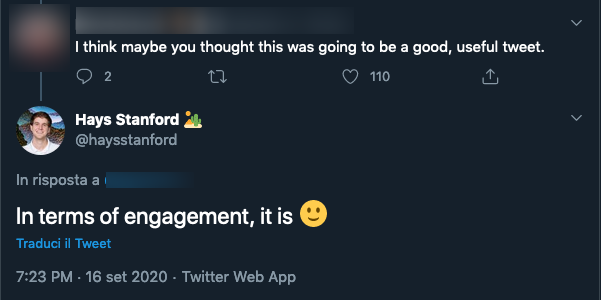 I think maybe you thought this was going to be a good, useful tweet.
2 110
Hays Stanford 🏜️
@haysstanford
In risposta a
In terms of engagement, it is 🙂
Traduci il Tweet
7:23 PM · 16 set 2020 · Twitter Web App